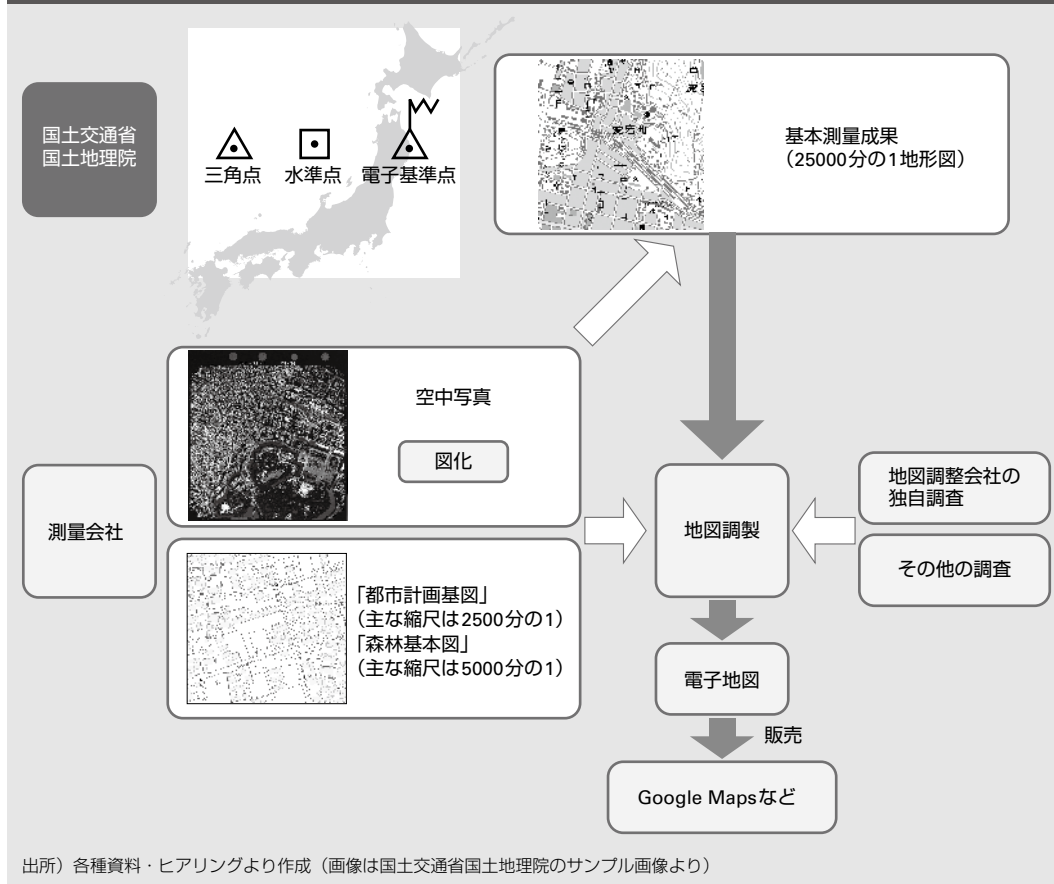 国土交通省
国土地理院
三角点 水準点 電子基準点
基本測量成果
（25000分の1地形図）
空中写真
図化
測量会社
「都市計画基図」
（主な縮尺は2500分の1）
「森林基本図」
（主な縮尺は5000分の1）
地図調製
地図調整会社の
独自調査
その他の調査
電子地図
販売
Google Mapsなど
出所）各種資料・ヒアリングより作成（画像は国土交通省国土地理院のサンプル画像より）